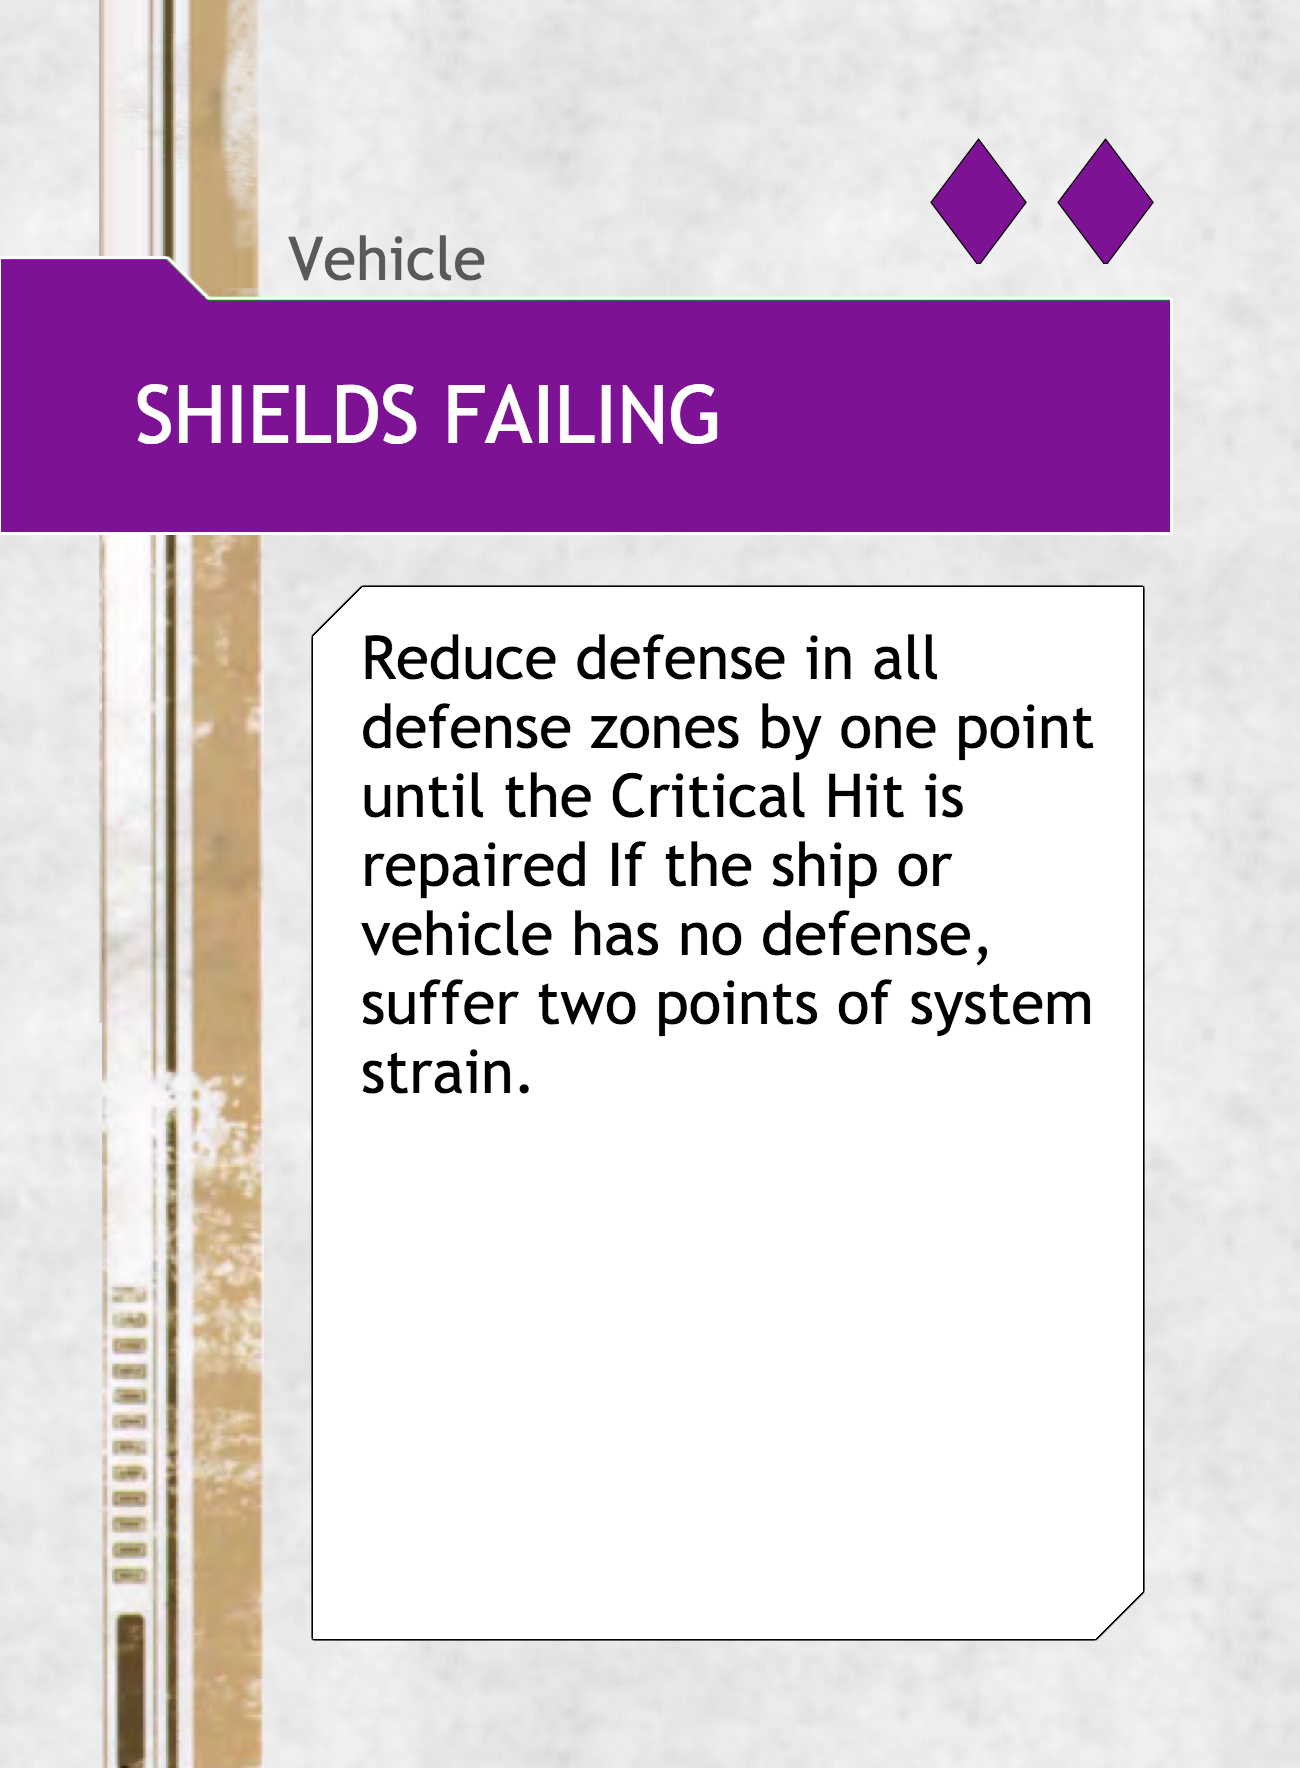 Vehicle
SHIELDS FAILING
Reduce defense in all
defense zones by one point
until the Critical Hit is
repaired If the ship or
vehicle has no defense,
suffer two points of system
strain.